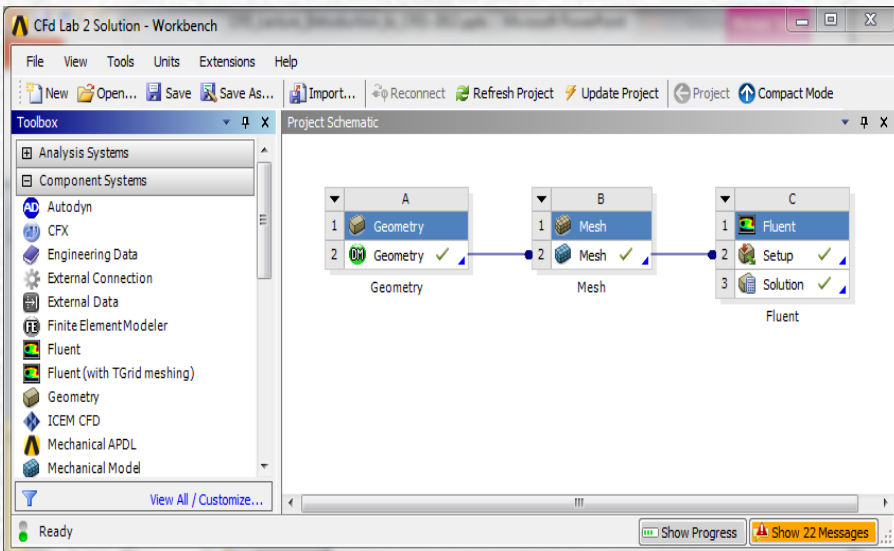 CFd Lab 2 Solution - Workbench
File View Tools Units Extensions Help
New Open... Save Save As... Import... Reconnect Refresh Project Update Project Project Compact Mode
Toolbox
Project Schematic
Analysis Systems
Component Systems
Autodyn
CFX
Engineering Data
External Connection
External Data
Finite Element Modeler
Fluent
Fluent (with TGrid meshing)
Geometry
ICEM CFD
Mechanical APDL
Mechanical Model
View All / Customize...
A
1 Geometry
2 DM Geometry
Geometry
B
1 Mesh
2 Mesh
Mesh
C
1 Fluent
2 Setup
3 Solution
Fluent
Ready
Show Progress
Show 22 Messages